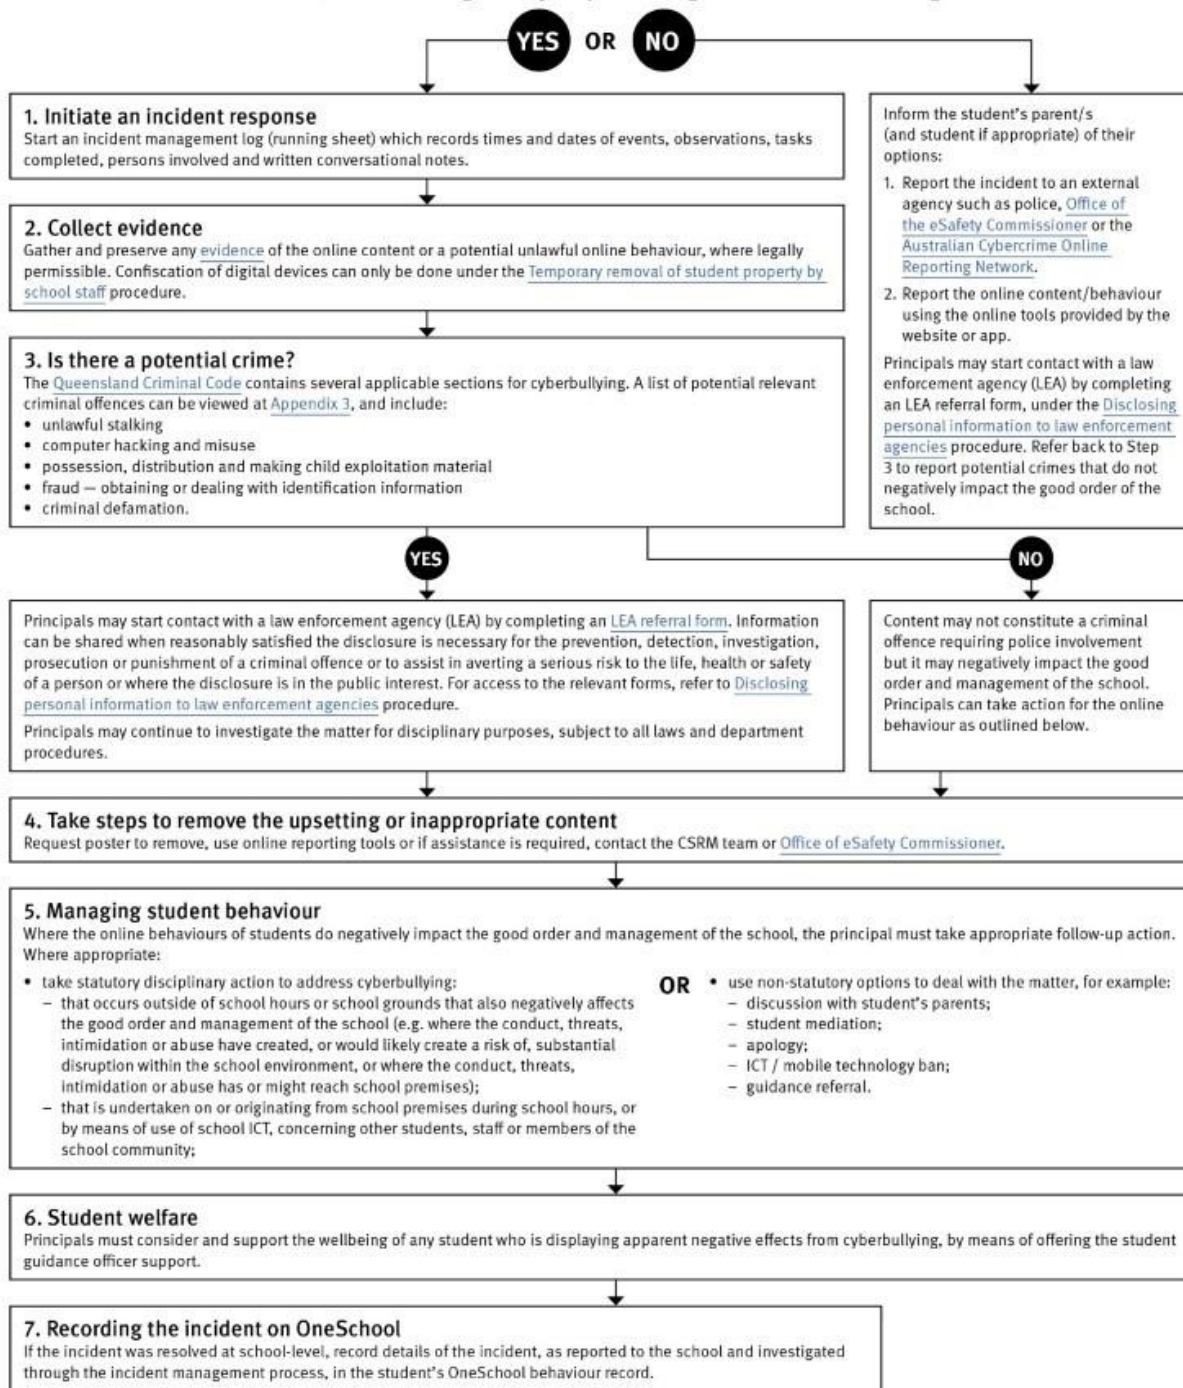 YES OR NO
1. Initiate an incident response
Start an incident management log (running sheet) which records times and dates of events, observations, tasks
completed, persons involved and written conversational notes.
2. Collect evidence
Gather and preserve any evidence of the online content or a potential unlawful online behaviour, where legally
permissible. Confiscation of digital devices can only be done under the Temporary removal of student property by
school staff procedure.
3. Is there a potential crime?
The Queensland Criminal Code contains several applicable sections for cyberbullying. A list of potential relevant
criminal offences can be viewed at Appendix 3, and include:
• unlawful stalking
• computer hacking and misuse
• possession, distribution and making child exploitation material
• fraud — obtaining or dealing with identification information
• criminal defamation.
Inform the student's parent/s
(and student if appropriate) of their
options:
1. Report the incident to an external
agency such as police, Office of
the eSafety Commissioner or the
Australian Cybercrime Online
Reporting Network.
2. Report the online content/behaviour
using the online tools provided by the
website or app.
Principals may start contact with a law
enforcement agency (LEA) by completing
an LEA referral form, under the Disclosing
personal information to law enforcement
agencies procedure. Refer back to Step
3 to report potential crimes that do not
negatively impact the good order of the
school.
YES
NO
Principals may start contact with a law enforcement agency (LEA) by completing an LEA referral form. Information
can be shared when reasonably satisfied the disclosure is necessary for the prevention, detection, investigation,
prosecution or punishment of a criminal offence or to assist in averting a serious risk to the life, health or safety
of a person or where the disclosure is in the public interest. For access to the relevant forms, refer to Disclosing
personal information to law enforcement agencies procedure.
Principals may continue to investigate the matter for disciplinary purposes, subject to all laws and department
procedures.
Content may not constitute a criminal
offence requiring police involvement
but it may negatively impact the good
order and management of the school.
Principals can take action for the online
behaviour as outlined below.
4. Take steps to remove the upsetting or inappropriate content
Request poster to remove, use online reporting tools or if assistance is required, contact the CSRM team or Office of eSafety Commissioner.
5. Managing student behaviour
Where the online behaviours of students do negatively impact the good order and management of the school, the principal must take appropriate follow-up action.
Where appropriate:
• take statutory disciplinary action to address cyberbullying:
– that occurs outside of school hours or school grounds that also negatively affects
the good order and management of the school (e.g. where the conduct, threats,
intimidation or abuse have created, or would likely create a risk of, substantial
disruption within the school environment, or where the conduct, threats,
intimidation or abuse has or might reach school premises);
– that is undertaken on or originating from school premises during school hours, or
by means of use of school ICT, concerning other students, staff or members of the
school community;
OR
• use non-statutory options to deal with the matter, for example:
– discussion with student's parents;
– student mediation;
– apology;
– ICT / mobile technology ban;
– guidance referral.
6. Student welfare
Principals must consider and support the wellbeing of any student who is displaying apparent negative effects from cyberbullying, by means of offering the student
guidance officer support.
7. Recording the incident on OneSchool
If the incident was resolved at school-level, record details of the incident, as reported to the school and investigated
through the incident management process, in the student's OneSchool behaviour record.